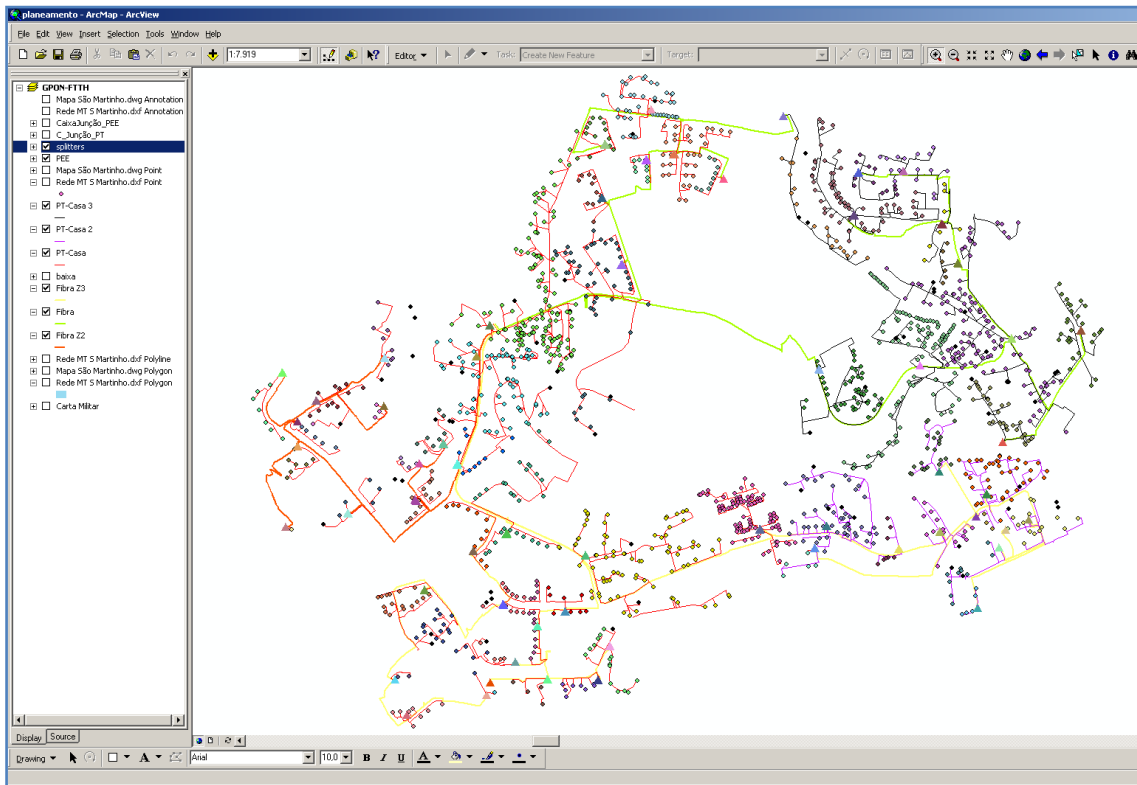 planeamento - ArcMap - ArcView
File Edit View Insert Selection Tools Window Help
1:7.919 Editor Task: Create New Feature Target:
GPON-FTTH
Mapa São Martinho.dwg Annotation
Rede MT S Martinho.dxf Annotation
CaixaJunção_PEE
C_Junção_PT
splitters
PEE
Mapa São Martinho.dwg Point
Rede MT S Martinho.dxf Point
PT-Casa 3
PT-Casa 2
PT-Casa
baixa
Fibra Z3
Fibra
Fibra Z2
Rede MT S Martinho.dxf Polyline
Mapa São Martinho.dwg Polygon
Rede MT S Martinho.dxf Polygon
Carta Militar
Display Source
Drawing A Arial 10,0 B I U A